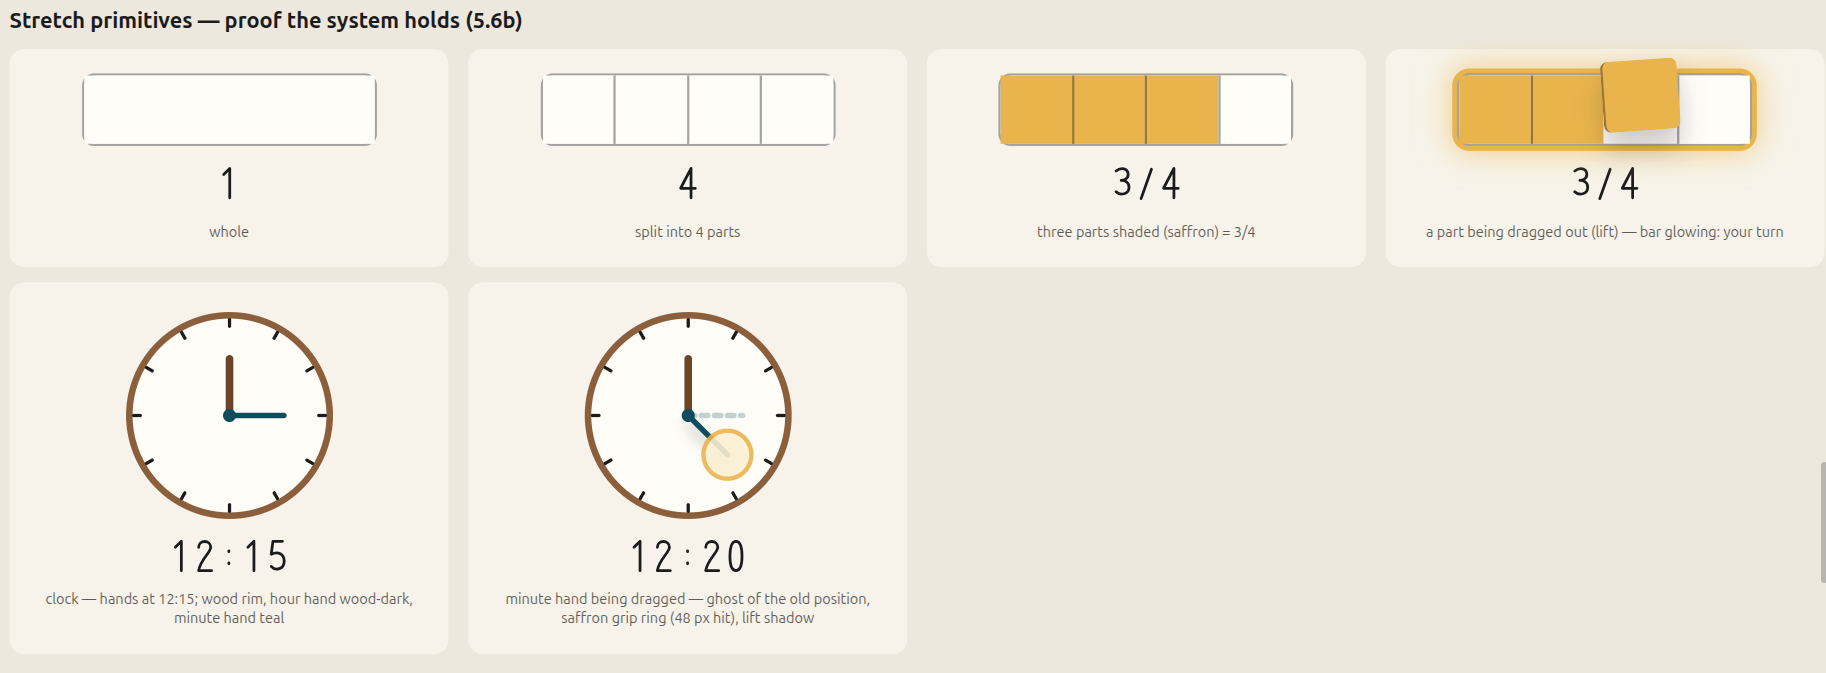 Stretch primitives — proof the system holds (5.6b)
1
whole
4
split into 4 parts
3/4
three parts shaded (saffron) = 3/4
3/4
a part being dragged out (lift) — bar glowing: your turn
12:15
clock — hands at 12:15; wood rim, hour hand wood-dark,
minute hand teal
12:20
minute hand being dragged — ghost of the old position,
saffron grip ring (48 px hit), lift shadow